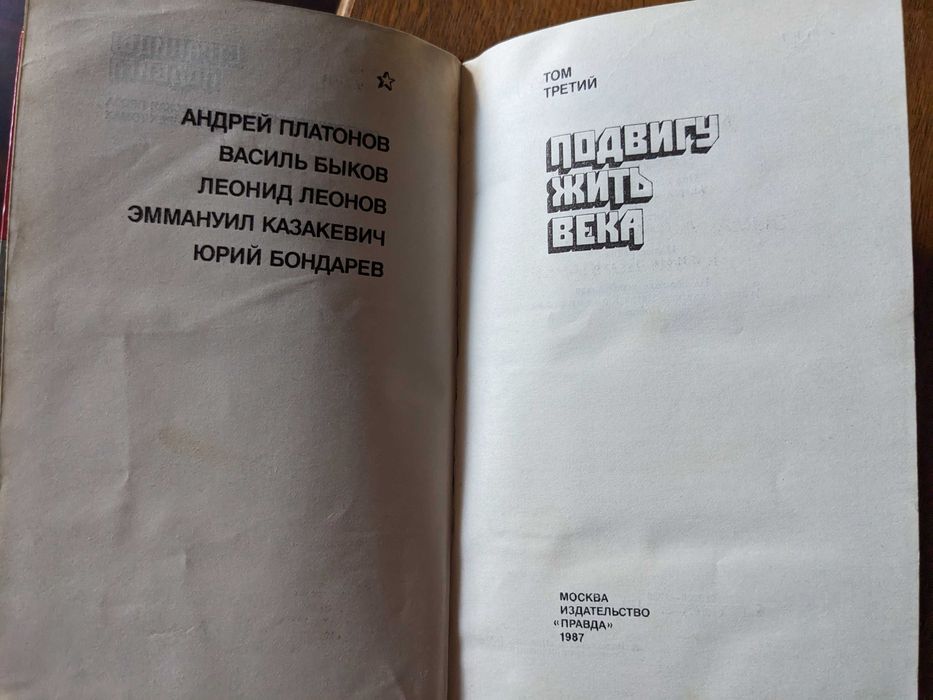 АНДРЕЙ ПЛАТОНОВ
ВАСИЛЬ БЫКОВ
ЛЕОНИД ЛЕОНОВ
ЭММАНУИЛ КАЗАКЕВИЧ
ЮРИЙ БОНДАРЕВ
ТОМ
ТРЕТИЙ
ПОДВИГУ
ЖИТЬ
ВЕКА
МОСКВА
ИЗДАТЕЛЬСТВО
«ПРАВДА»
1987